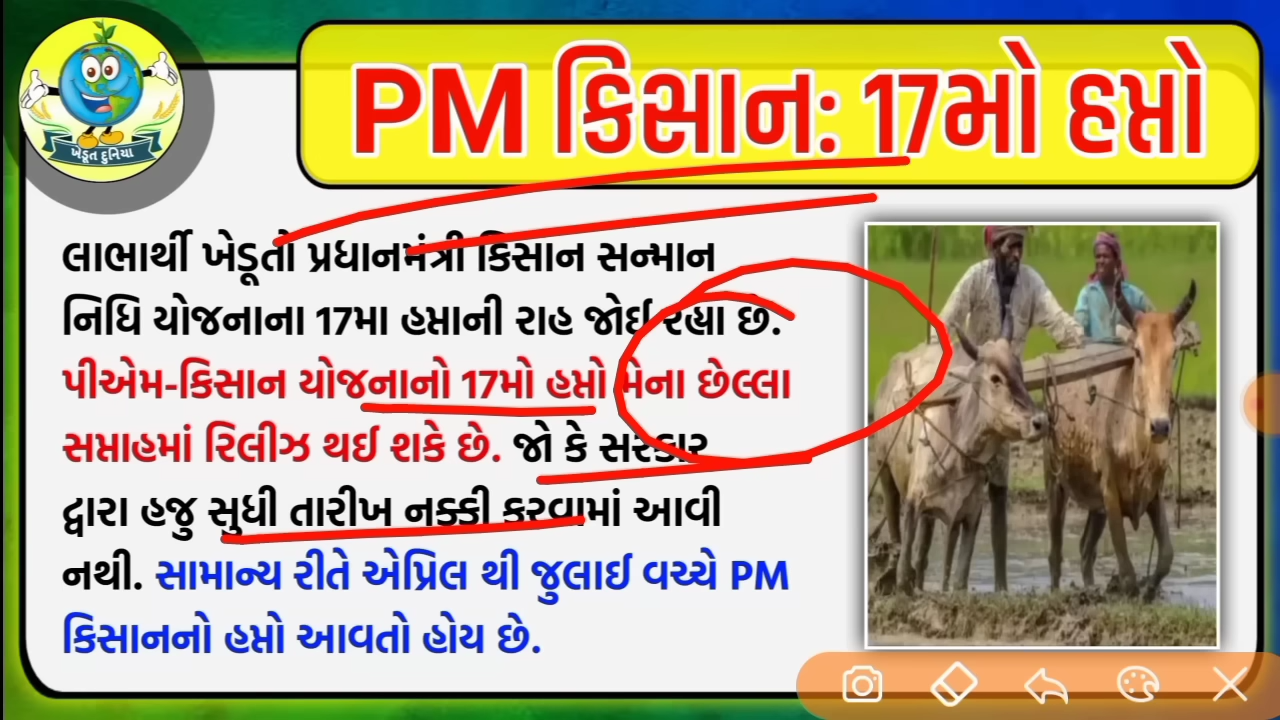 ખેડૂત દુનિયા
PM કિસાન: 17મો હપ્તો
લાભાર્થી ખેડૂતો પ્રધાનમંત્રી કિસાન સન્માન
નિધિ યોજનાના 17મા હપ્તાની રાહ જોઈ રહ્યા છે.
પીએમ-કિસાન યોજનાનો 17મો હપ્તો મેના છેલ્લા
સપ્તાહમાં રિલીઝ થઈ શકે છે. જો કે સરકાર
દ્વારા હજુ સુધી તારીખ નક્કી કરવામાં આવી
નથી. સામાન્ય રીતે એપ્રિલ થી જુલાઈ વચ્ચે PM
કિસાનનો હપ્તો આવતો હોય છે.